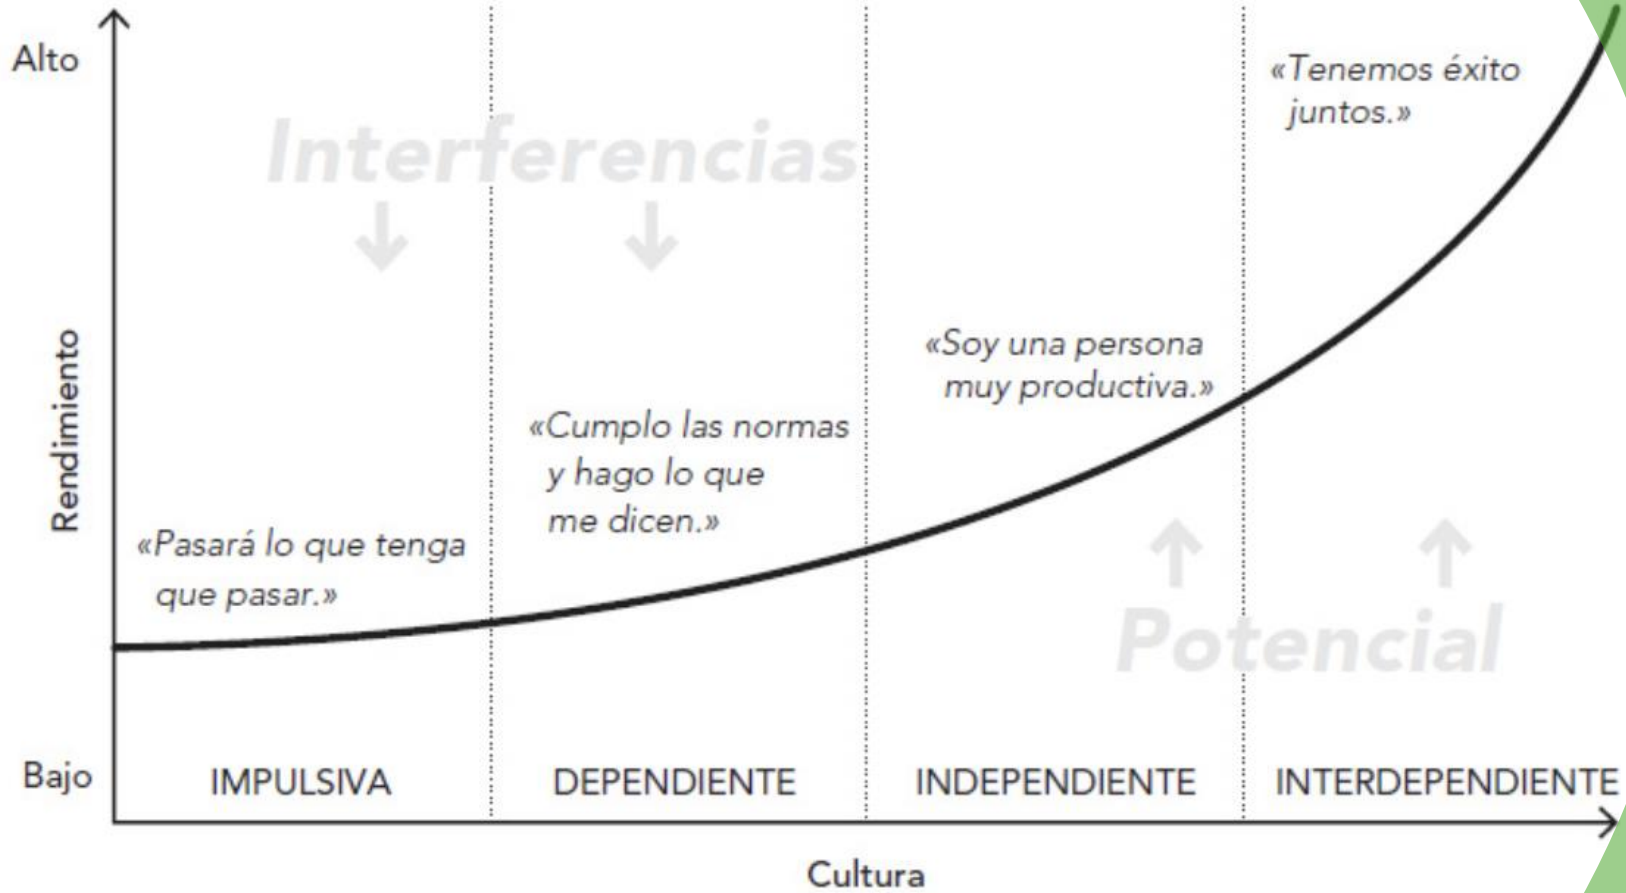 Alto
«Tenemos éxito
juntos.»
Interferencias
«Soy una persona
muy productiva.»
«Cumplo las normas
y hago lo que
me dicen.»
Rendimiento
«Pasará lo que tenga
que pasar.»
Potencial
Bajo
IMPULSIVA
DEPENDIENTE
INDEPENDIENTE
INTERDEPENDIENTE
Cultura